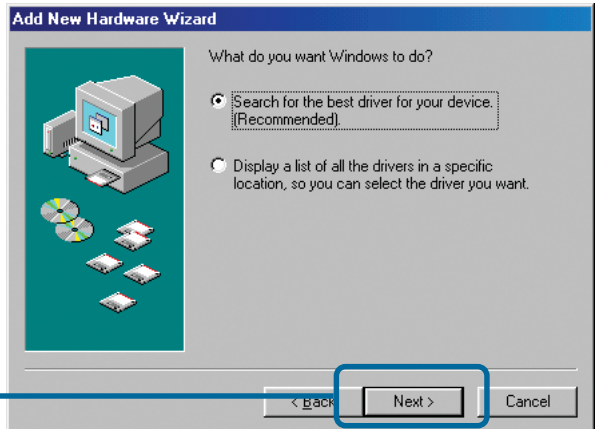 Add New Hardware Wizard
What do you want Windows to do?
Search for the best driver for your device.
(Recommended).
Display a list of all the drivers in a specific
location, so you can select the driver you want.
< Back
Next >
Cancel